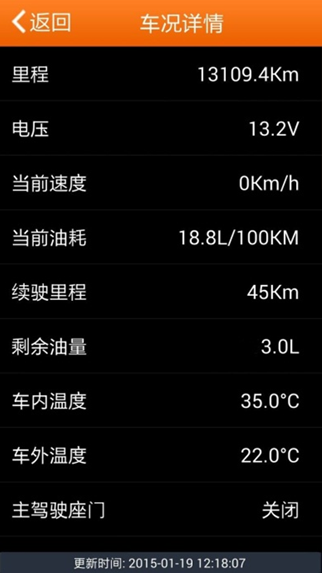 返回 车况详情
里程 13109.4Km
电压 13.2V
当前速度 0Km/h
当前油耗 18.8L/100KM
续驶里程 45Km
剩余油量 3.0L
车内温度 35.0°C
车外温度 22.0°C
主驾驶座门 关闭
更新时间: 2015-01-19 12:18:07